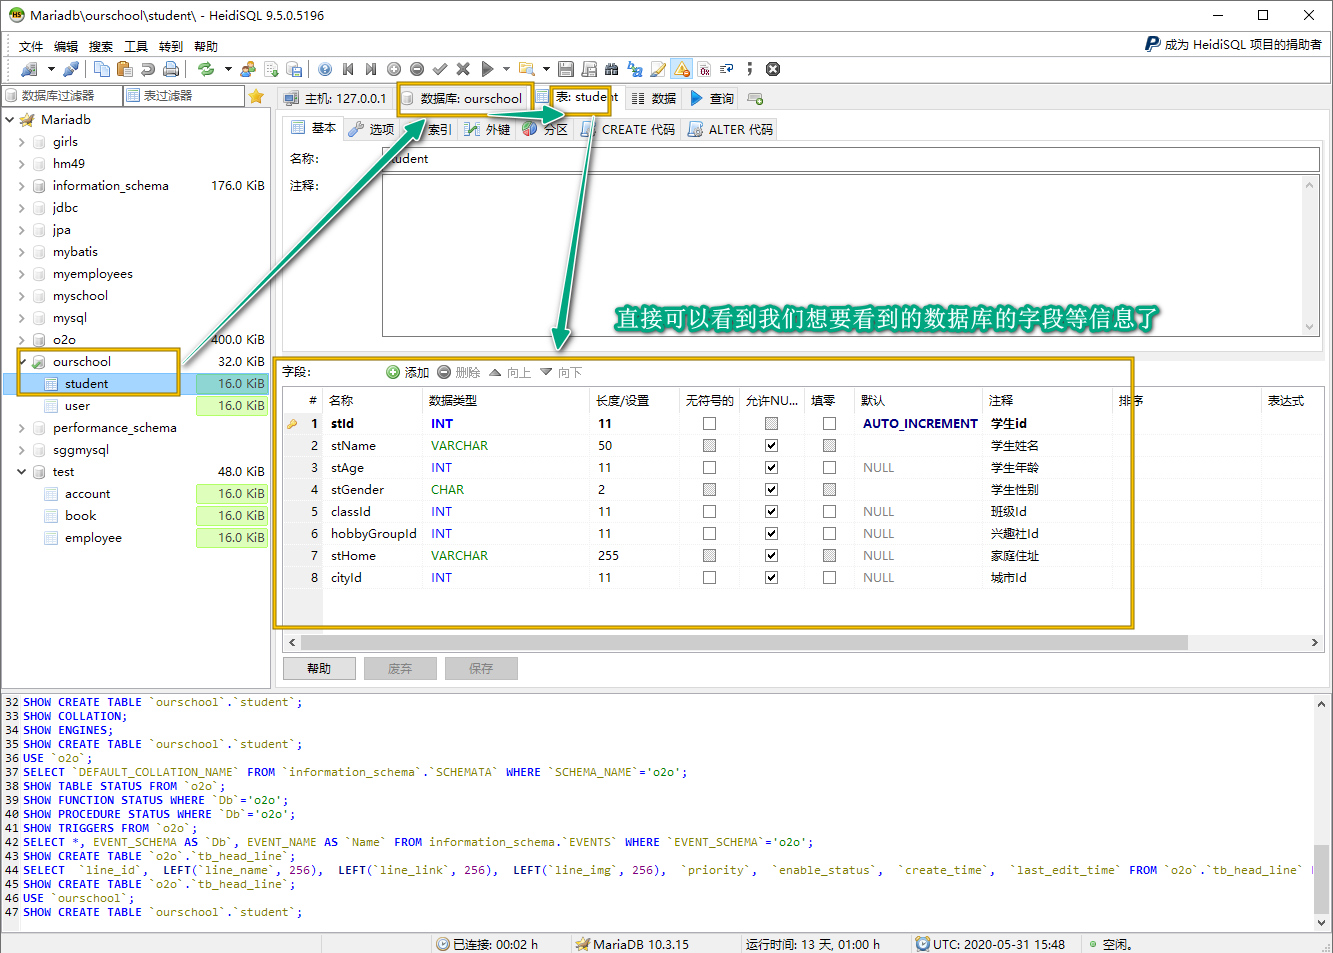 Mariadb\ourschool\student\ - HeidiSQL 9.5.0.5196
文件 编辑 搜索 工具 转到 帮助
成为 HeidiSQL 项目的捐助者
数据库过滤器 表过滤器
主机: 127.0.0.1 数据库: ourschool 表: student 数据 查询
基本 选项 索引 外键 分区 CREATE 代码 ALTER 代码
名称: student
注释:
Mariadb
girls
hm49
information_schema 176.0 KiB
jdbc
jpa
mybatis
myemployees
myschool
mysql
o2o 400.0 KiB
ourschool 32.0 KiB
student 16.0 KiB
user 16.0 KiB
performance_schema
sggmysql
test 48.0 KiB
account 16.0 KiB
book 16.0 KiB
employee 16.0 KiB
直接可以看到我们想要看到的数据库的字段等信息了
字段: 添加 删除 向上 向下
# 名称 数据类型 长度/设置 无符号的 允许NU... 填零 默认 注释 排序 表达式
1 stId INT 11 AUTO_INCREMENT 学生id
2 stName VARCHAR 50 学生姓名
3 stAge INT 11 NULL 学生年龄
4 stGender CHAR 2 学生性别
5 classId INT 11 NULL 班级Id
6 hobbyGroupId INT 11 NULL 兴趣社Id
7 stHome VARCHAR 255 NULL 家庭住址
8 cityId INT 11 NULL 城市Id
帮助 废弃 保存
32 SHOW CREATE TABLE `ourschool`.`student`;
33 SHOW COLLATION;
34 SHOW ENGINES;
35 SHOW CREATE TABLE `ourschool`.`student`;
36 USE `o2o`;
37 SELECT `DEFAULT_COLLATION_NAME` FROM `information_schema`.`SCHEMATA` WHERE `SCHEMA_NAME`='o2o';
38 SHOW TABLE STATUS FROM `o2o`;
39 SHOW FUNCTION STATUS WHERE `Db`='o2o';
40 SHOW PROCEDURE STATUS WHERE `Db`='o2o';
41 SHOW TRIGGERS FROM `o2o`;
42 SELECT *, EVENT_SCHEMA AS `Db`, EVENT_NAME AS `Name` FROM information_schema.`EVENTS` WHERE `EVENT_SCHEMA`='o2o';
43 SHOW CREATE TABLE `o2o`.`tb_head_line`;
44 SELECT `line_id`, LEFT(`line_name`, 256), LEFT(`line_link`, 256), LEFT(`line_img`, 256), `priority`, `enable_status`, `create_time`, `last_edit_time` FROM `o2o`.`tb_head_line`
45 SHOW CREATE TABLE `o2o`.`tb_head_line`;
46 USE `ourschool`;
47 SHOW CREATE TABLE `ourschool`.`student`;
已连接: 00:02 h MariaDB 10.3.15 运行时间: 13 天, 01:00 h UTC: 2020-05-31 15:48 空闲。